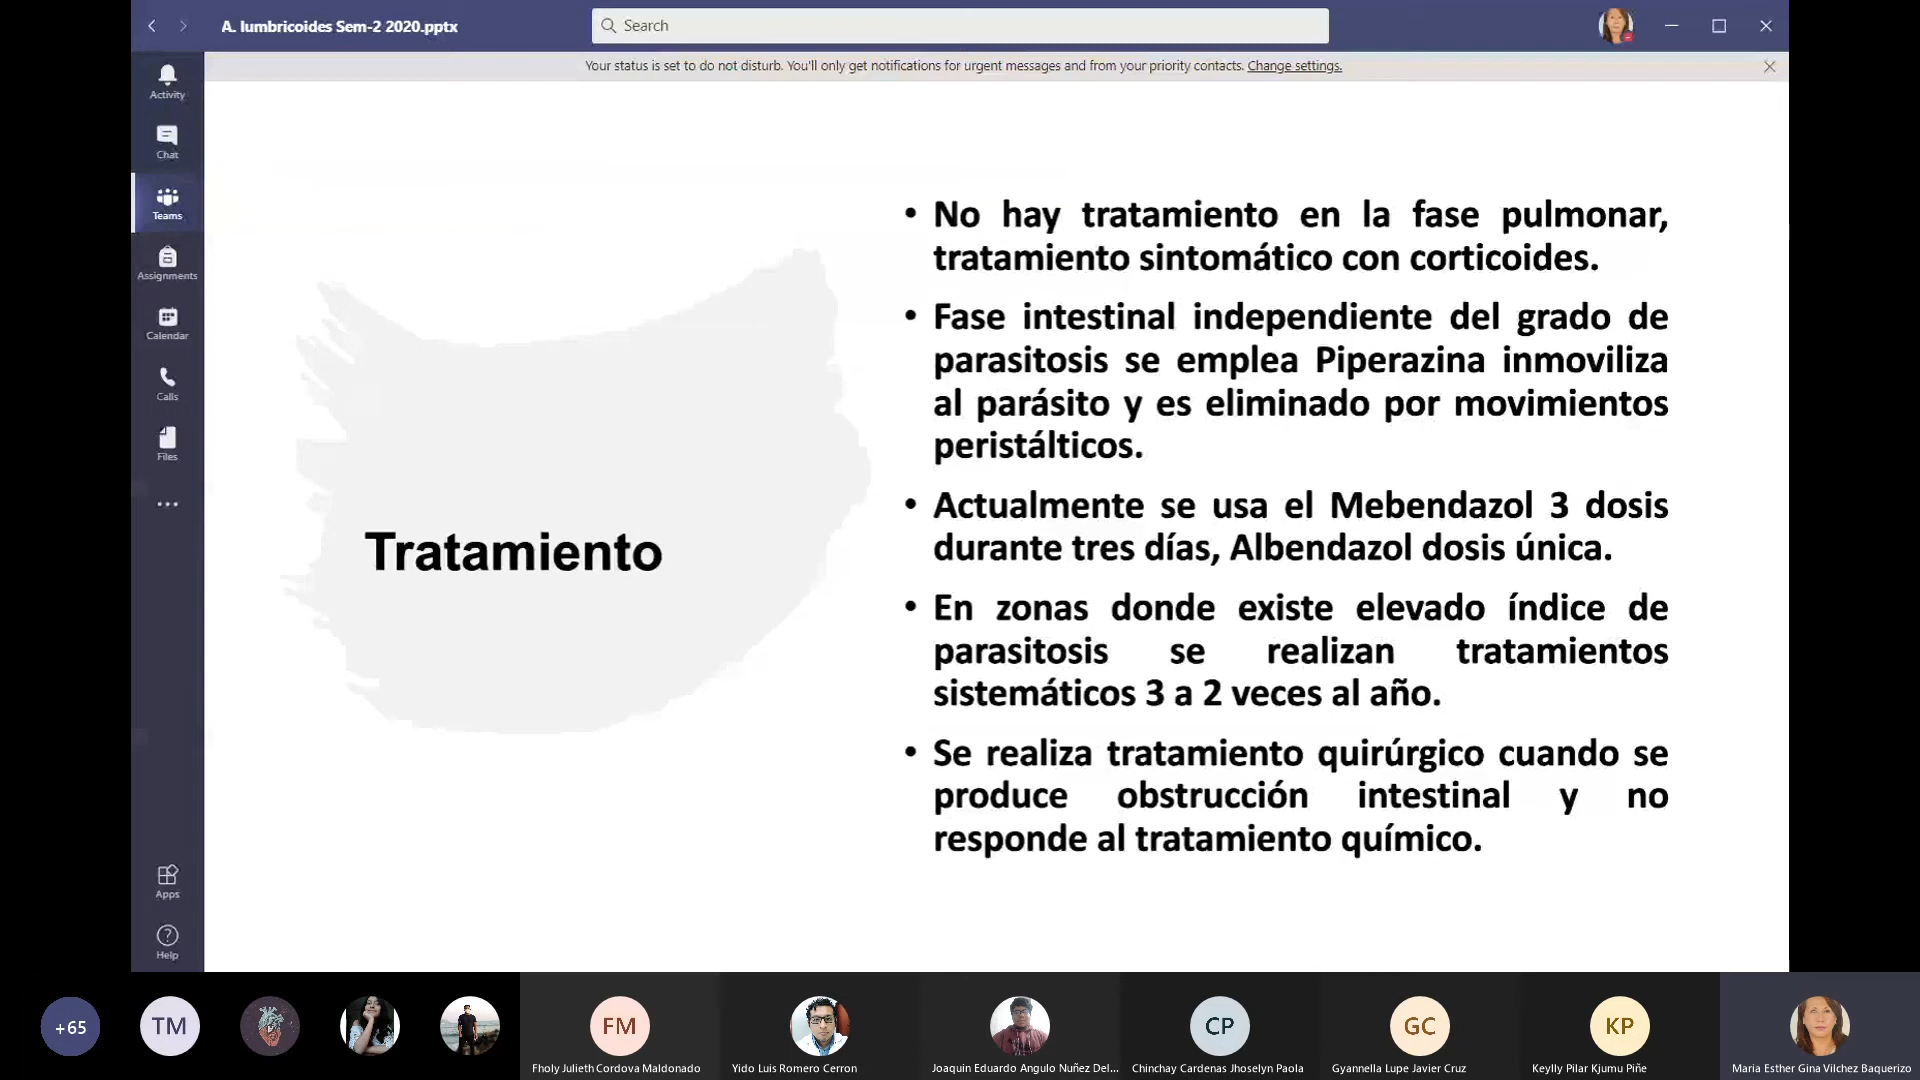 A. lumbricoides Sem-2 2020.pptx
Search
Your status is set to do not disturb. You'll only get notifications for urgent messages and from your priority contacts. Change settings.
Activity
Chat
Teams
Assignments
Calendar
Calls
Files
Apps
Help
Tratamiento
• No hay tratamiento en la fase pulmonar,
tratamiento sintomático con corticoides.
• Fase intestinal independiente del grado de
parasitosis se emplea Piperazina inmoviliza
al parásito y es eliminado por movimientos
peristálticos.
• Actualmente se usa el Mebendazol 3 dosis
durante tres días, Albendazol dosis única.
• En zonas donde existe elevado índice de
parasitosis se realizan tratamientos
sistemáticos 3 a 2 veces al año.
• Se realiza tratamiento quirúrgico cuando se
produce obstrucción intestinal y no
responde al tratamiento químico.
+65
TM
FM
CP
GC
KP
Fholy Julieth Cordova Maldonado
Yido Luis Romero Cerron
Joaquin Eduardo Angulo Nuñez Del...
Chinchay Cardenas Jhoselyn Paola
Gyannella Lupe Javier Cruz
Keylly Pilar Kjumu Piñe
Maria Esther Gina Vilchez Baquerizo